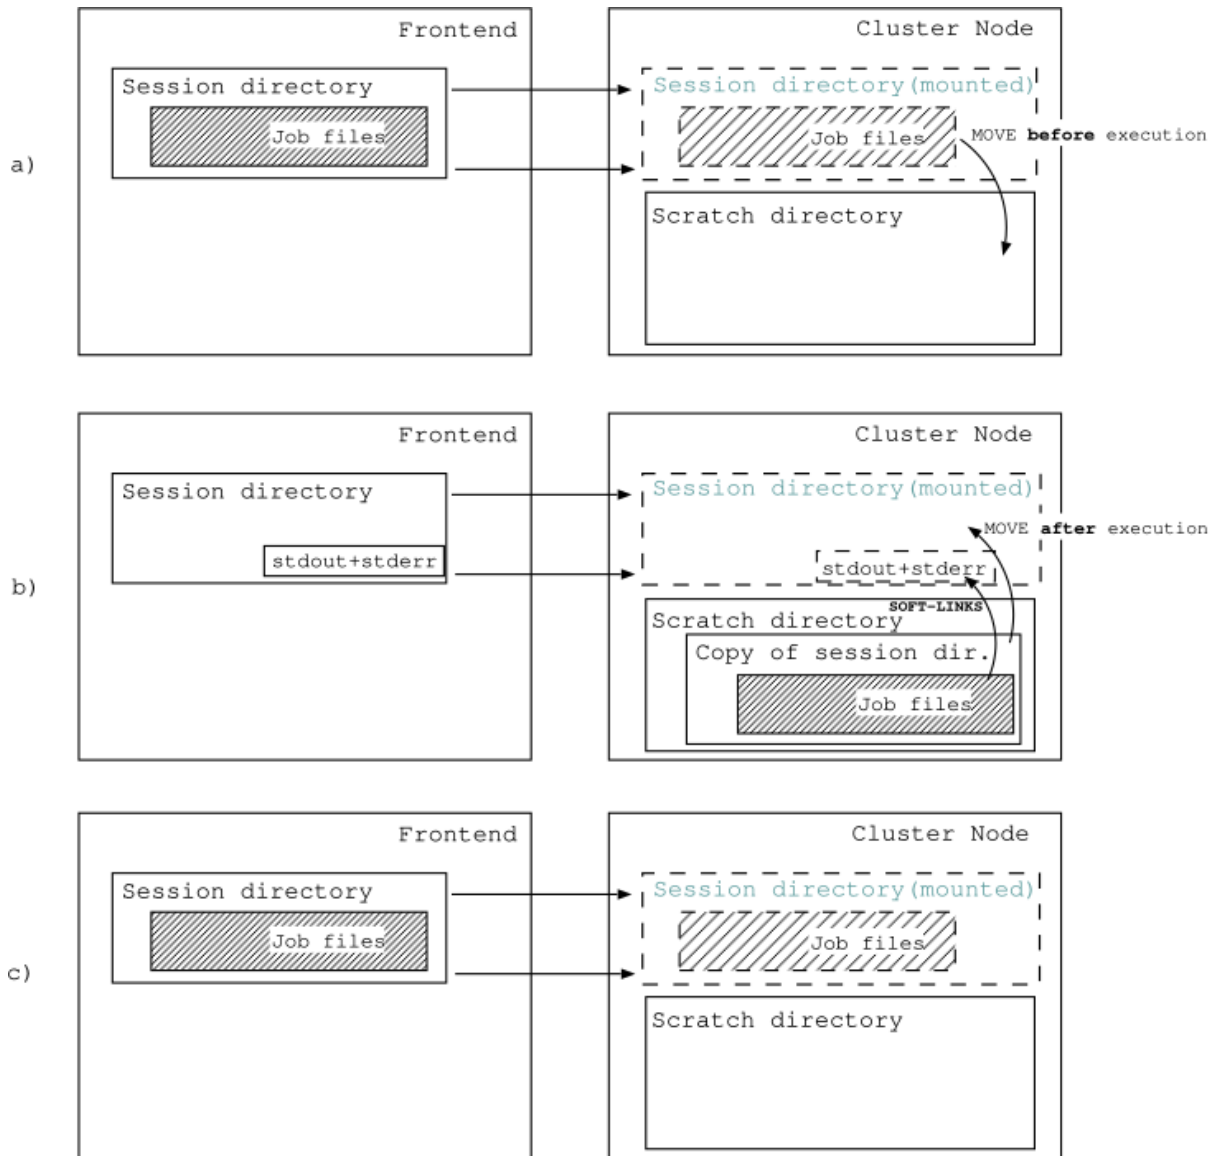 Frontend
Cluster Node
Session directory
Session directory(mounted)
Job files
Job files
MOVE before execution
a)
Scratch directory
Frontend
Cluster Node
Session directory
Session directory(mounted)
MOVE after execution
stdout+stderr
stdout+stderr
b)
SOFT-LINKS
Scratch directory
Copy of session dir.
Job files
Frontend
Cluster Node
Session directory
Session directory(mounted)
Job files
Job files
c)
Scratch directory